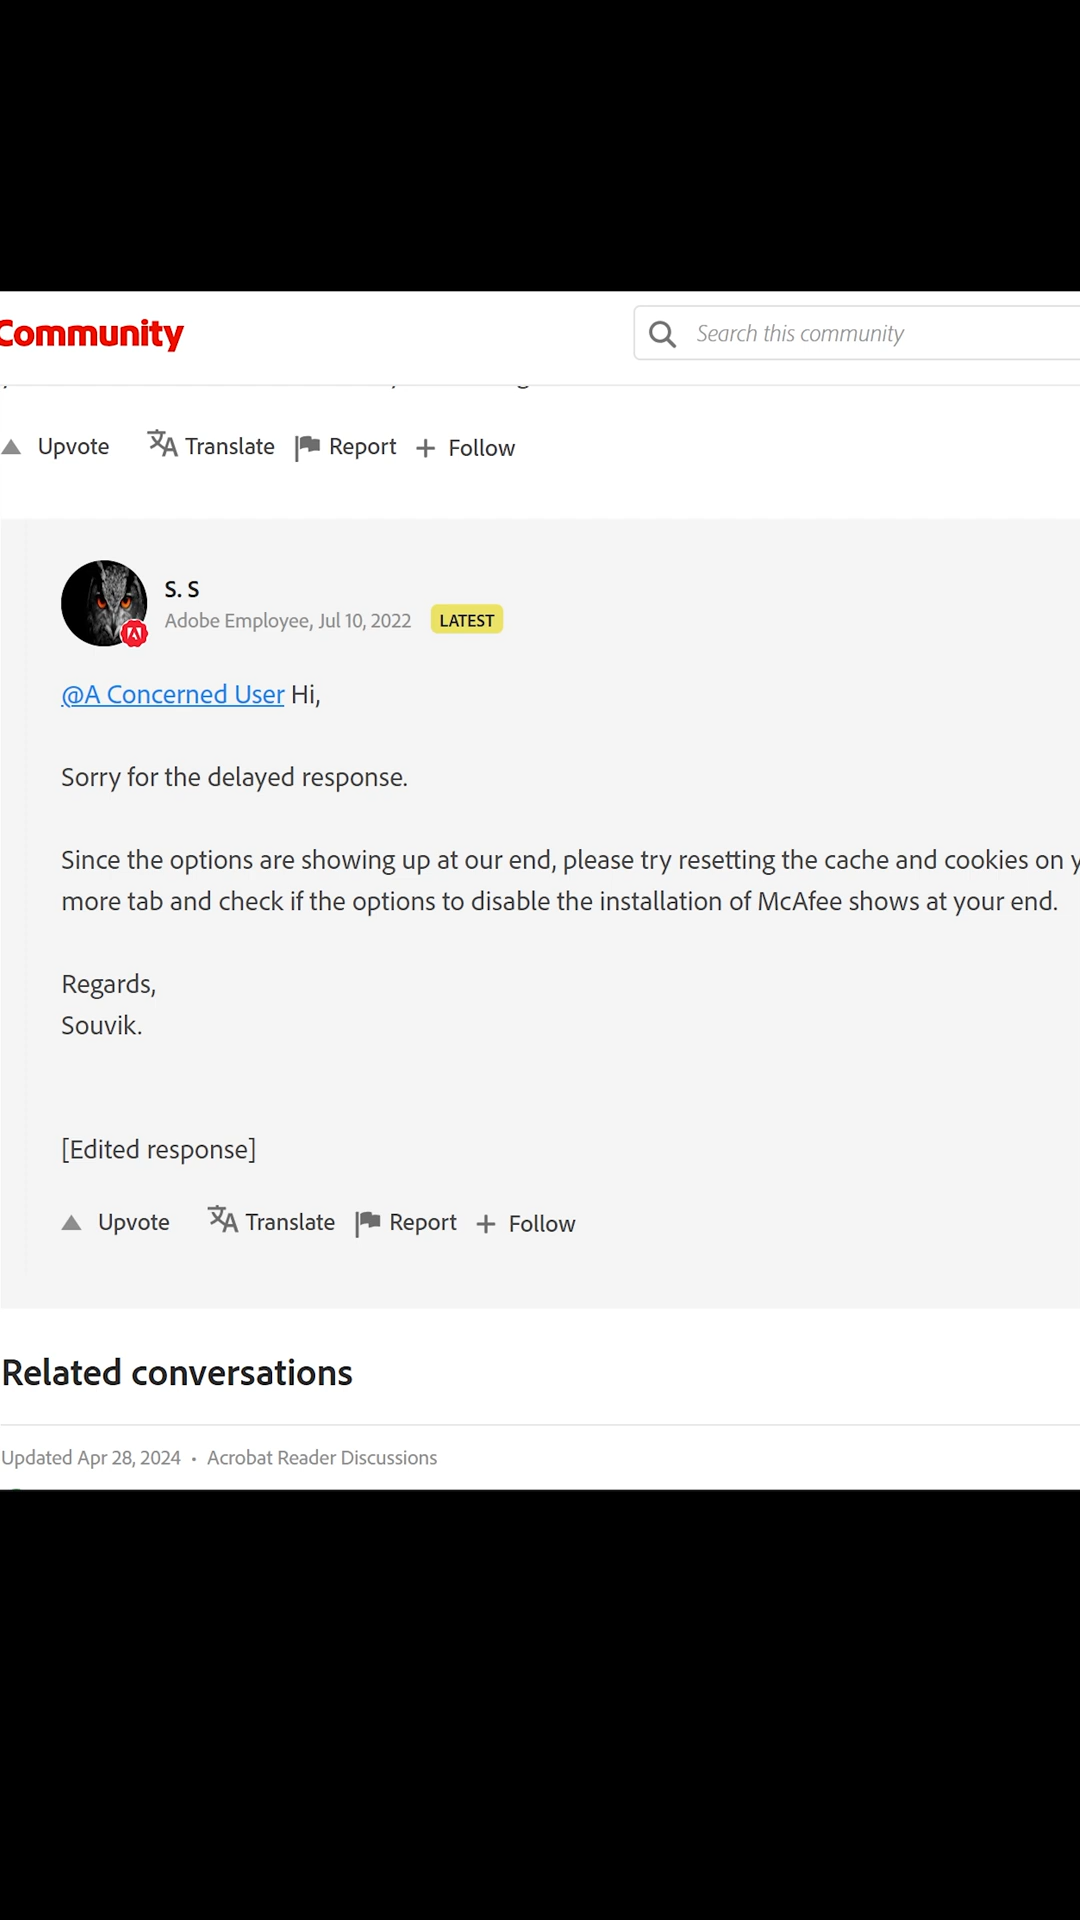 Community
Search this community
Upvote
Translate
Report
Follow
S. S
Adobe Employee, Jul 10, 2022
LATEST
@A Concerned User Hi,
Sorry for the delayed response.
Since the options are showing up at our end, please try resetting the cache and cookies on
more tab and check if the options to disable the installation of McAfee shows at your end.
Regards,
Souvik.
[Edited response]
Upvote
Translate
Report
Follow
Related conversations
Updated Apr 28, 2024 • Acrobat Reader Discussions